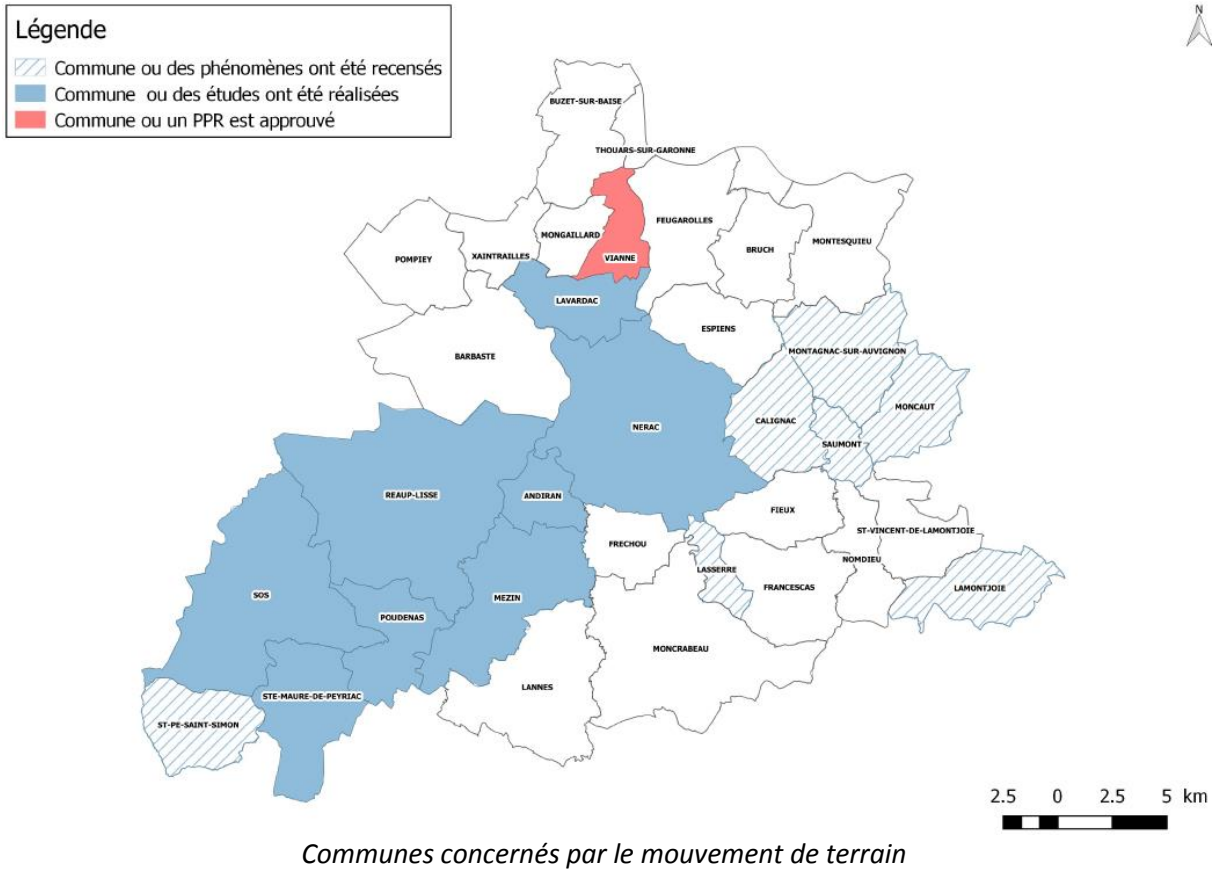 N
Légende
Commune ou des phénomènes ont été recensés
Commune ou des études ont été réalisées
Commune ou un PPR est approuvé
BUZET-SUR-BAISE
THOUARS-SUR-GARONNE
FEUGAROLLES
MONGAILLARD
MONTESQUIEU
BRUCH
XAINTRAILLES
POMPIEY
VIANNE
LAVARDAC
ESPIENS
MONTAGNAC-SUR-AUVIGNON
BARBASTE
MONCAUT
CALIGNAC
NERAC
SAUMONT
REAUP-LISSE
ANDIRAN
FIEUX
ST-VINCENT-DE-LAMONTJOIE
FRECHOU
NOMDIEU
LASSERRE
FRANCESCAS
LAMONTJOIE
SOS
MEZIN
POUDENAS
MONCRABEAU
LANNES
STE-MAURE-DE-PEYRIAC
ST-PE-SAINT-SIMON
2.5 0 2.5 5 km
Communes concernés par le mouvement de terrain